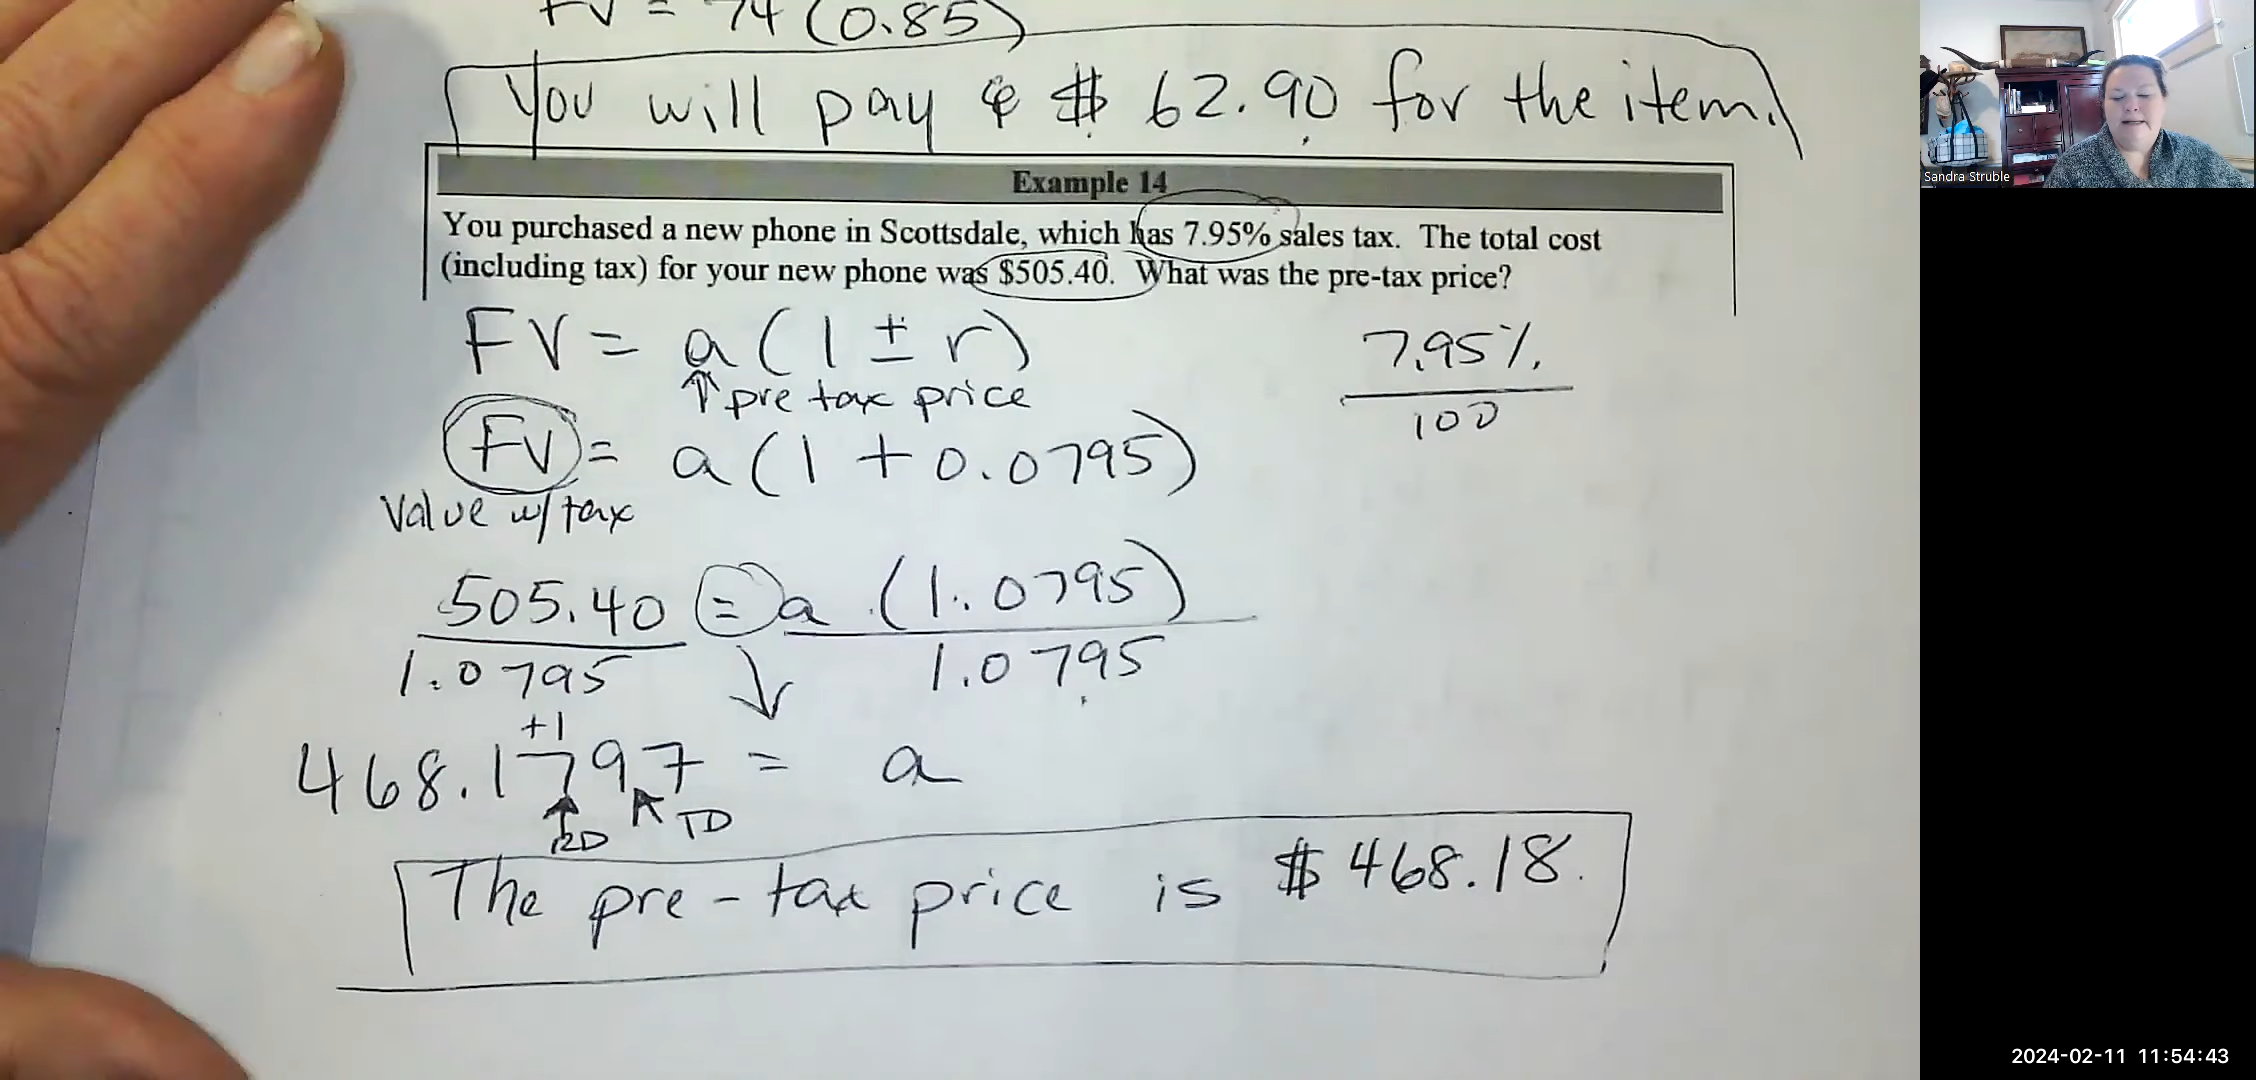 FV = 74 (0.85)
You will pay $ 62.90 for the item.
Example 14
You purchased a new phone in Scottsdale, which has 7.95% sales tax. The total cost
(including tax) for your new phone was $505.40. What was the pre-tax price?
FV = a (1 ± r)
7.95%
100
↑ pre tax price
FV = a (1 + 0.0795)
Value w/ tax
505.40 = a (1.0795)
1.0795 1.0795
+1
468.1797 = a
RD TD
The pre-tax price is $ 468.18.
Sandra Struble
2024-02-11 11:54:43